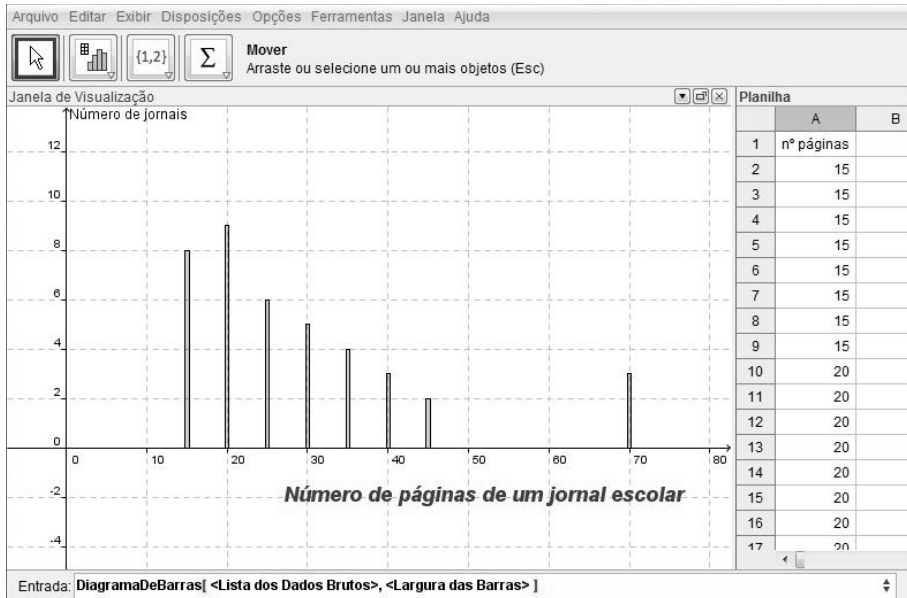 Arquivo Editar Exibir Disposições Opções Ferramentas Janela Ajuda
{1,2}
Σ
Mover
Arraste ou selecione um ou mais objetos (Esc)
Janela de Visualização
Planilha
Número de jornais
12
10
8
6
4
2
0
-2
-4
0 10 20 30 40 50 60 70 80
Número de páginas de um jornal escolar
A B
1 nº páginas
2 15
3 15
4 15
5 15
6 15
7 15
8 15
9 15
10 20
11 20
12 20
13 20
14 20
15 20
16 20
17 20
Entrada: DiagramaDeBarras[ <Lista dos Dados Brutos>, <Largura das Barras> ]